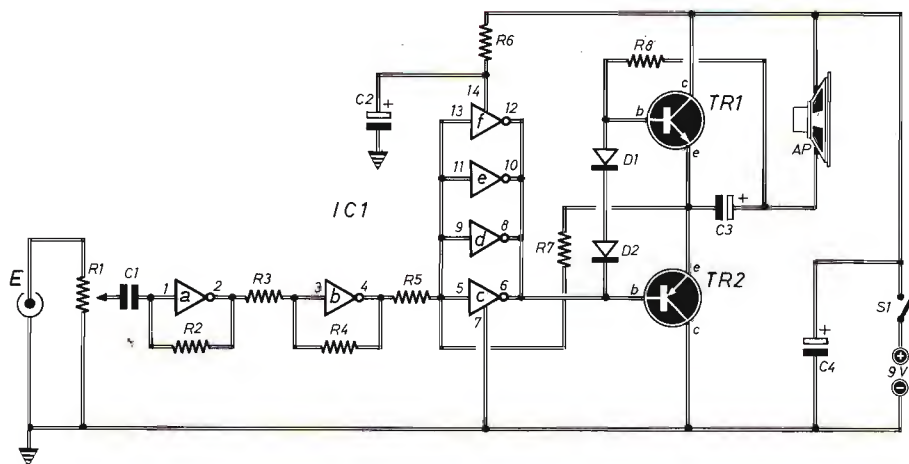 R6
R8
C2 +
14
13 12
f
c
b
TR1
e
AP
D1
11 10
e
IC1
+
C3
9 8
d
R7
D2
E
R1
C1
1 a 2
R3
3 b 4
R5
5 c 6
7
e
b
TR2
c
R2
R4
+
C4
S1
+
9 V
-